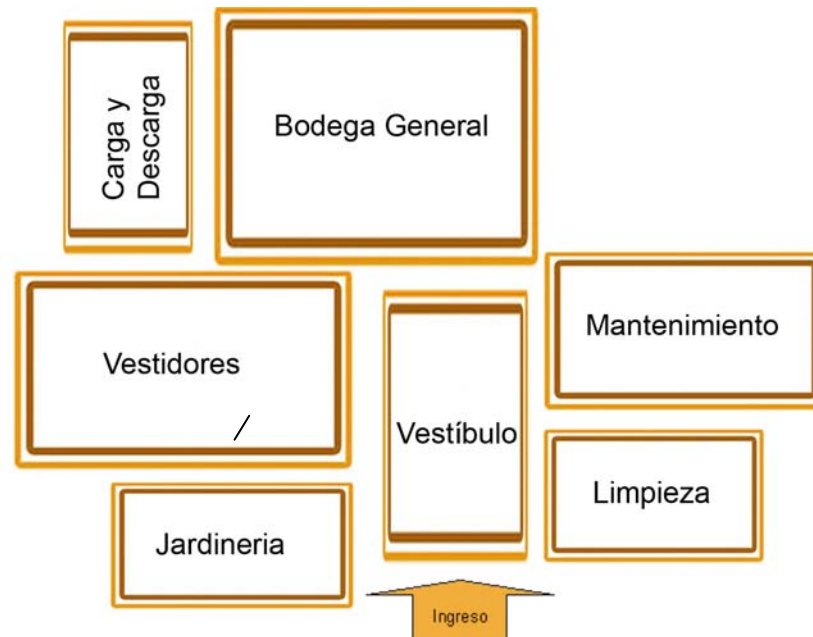 Carga y
Descarga
Bodega General
Vestidores
/
Vestíbulo
Mantenimiento
Limpieza
Jardineria
Ingreso